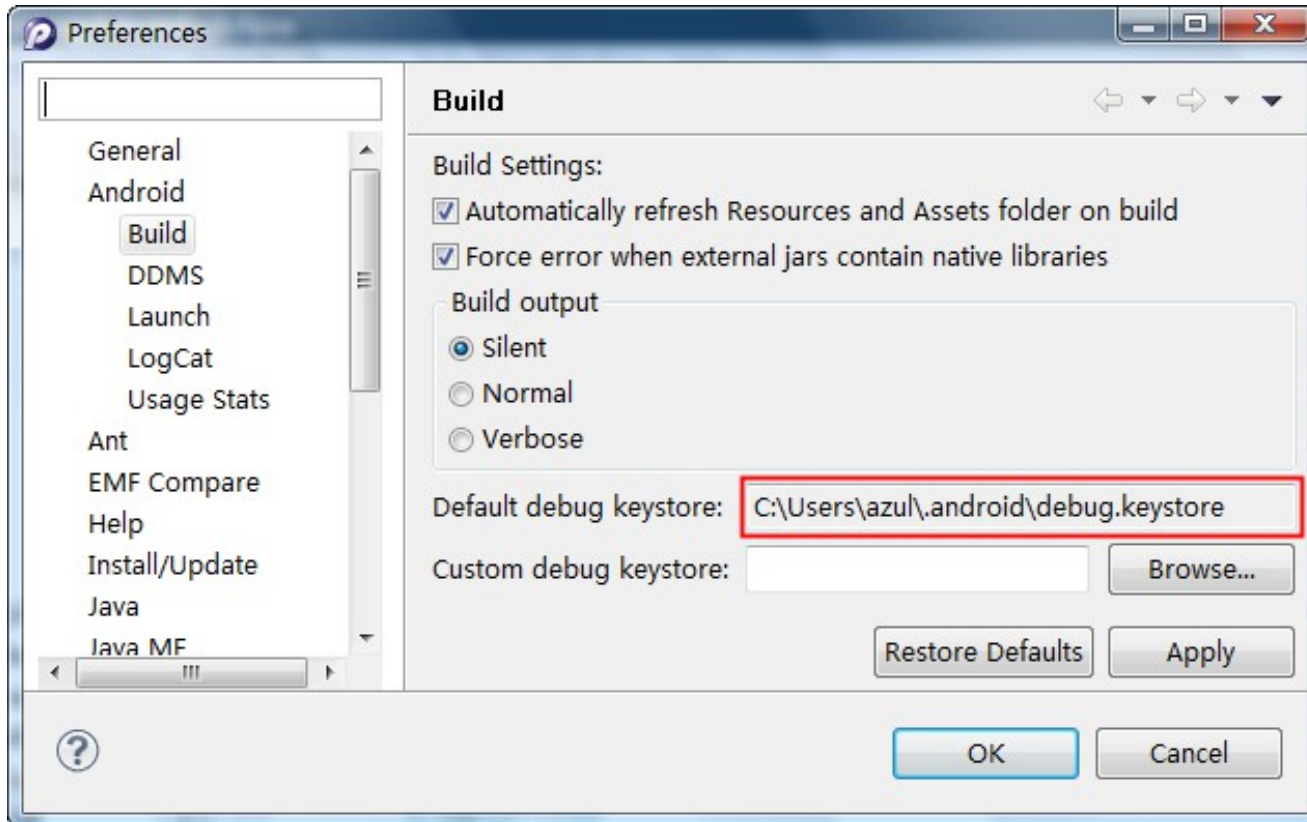 Preferences
Build
General
Android
Build
DDMS
Launch
LogCat
Usage Stats
Ant
EMF Compare
Help
Install/Update
Java
Java ME
Build Settings:
Automatically refresh Resources and Assets folder on build
Force error when external jars contain native libraries
Build output
Silent
Normal
Verbose
Default debug keystore: C:\Users\azul\.android\debug.keystore
Custom debug keystore: Browse...
Restore Defaults Apply
OK Cancel